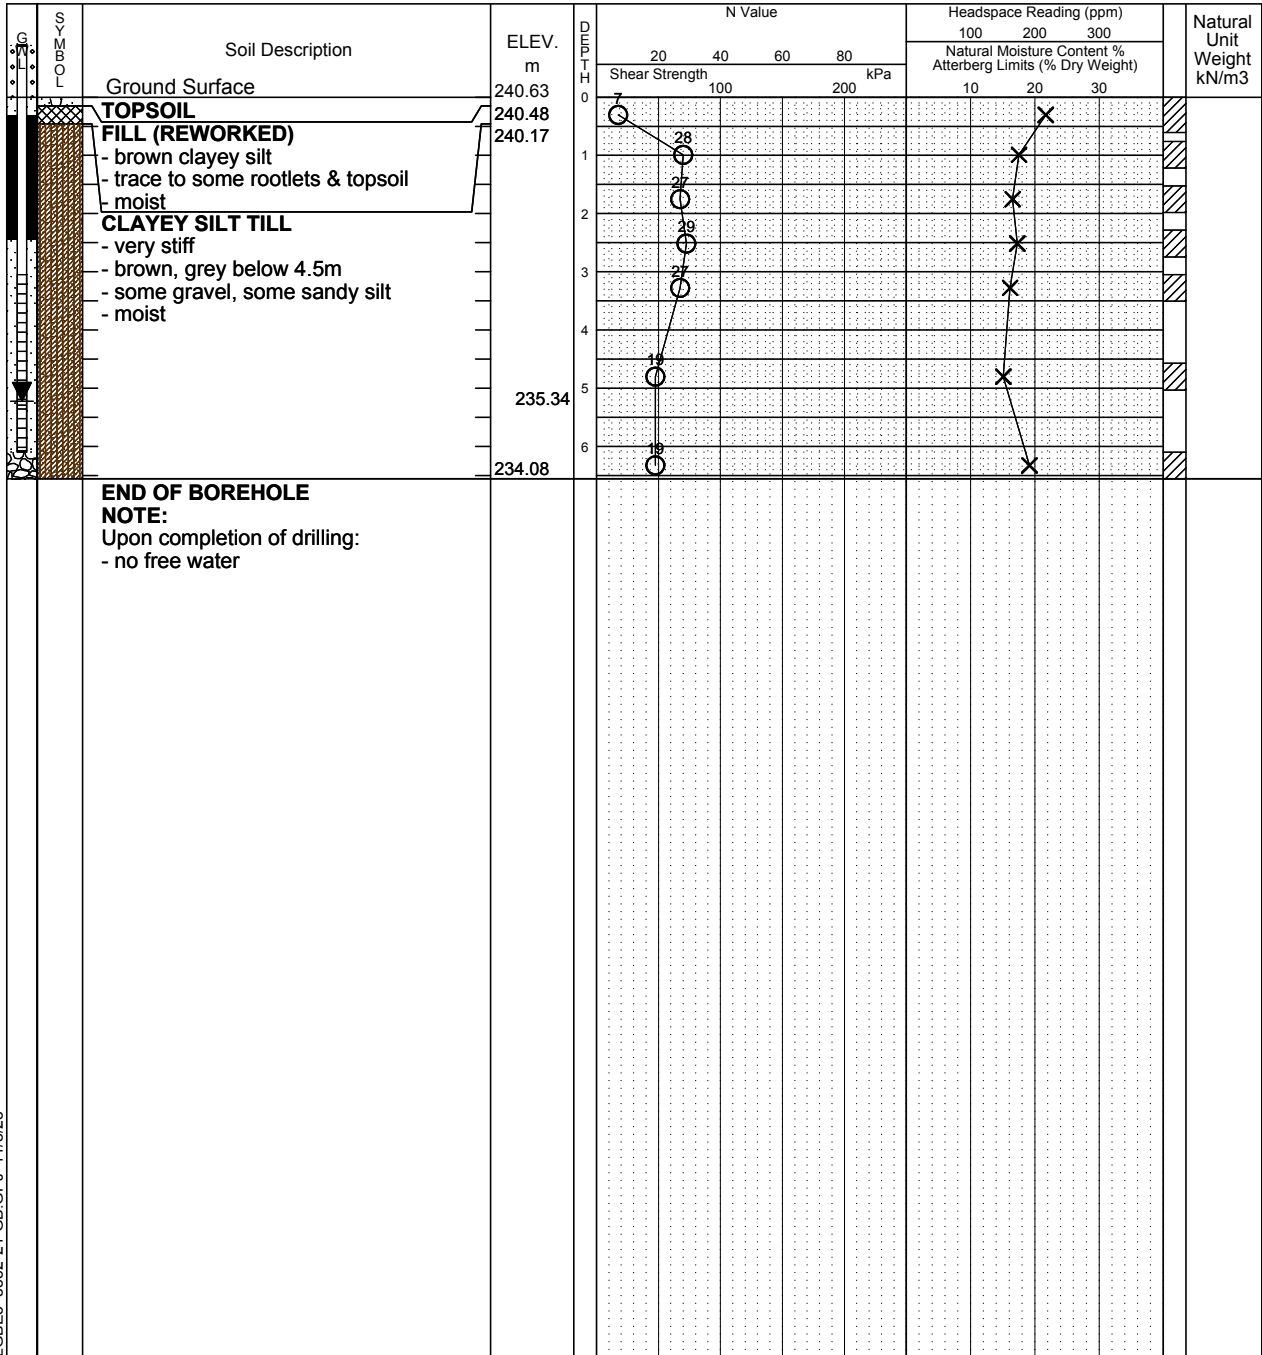 GWL
SYMBOL
Soil Description
ELEV.
m
DEPTH
N Value
20 40 60 80
Shear Strength kPa
100 200
Headspace Reading (ppm)
100 200 300
Natural Moisture Content %
Atterberg Limits (% Dry Weight)
10 20 30
Natural
Unit
Weight
kN/m3
Ground Surface 240.63 0
TOPSOIL 240.48 7
FILL (REWORKED) 240.17 28
- brown clayey silt 1
- trace to some rootlets & topsoil 27
- moist
2
CLAYEY SILT TILL 29
- very stiff
- brown, grey below 4.5m 3 27
- some gravel, some sandy silt
- moist
4
19
5
235.34
6 19
234.08
END OF BOREHOLE
NOTE:
Upon completion of drilling:
- no free water